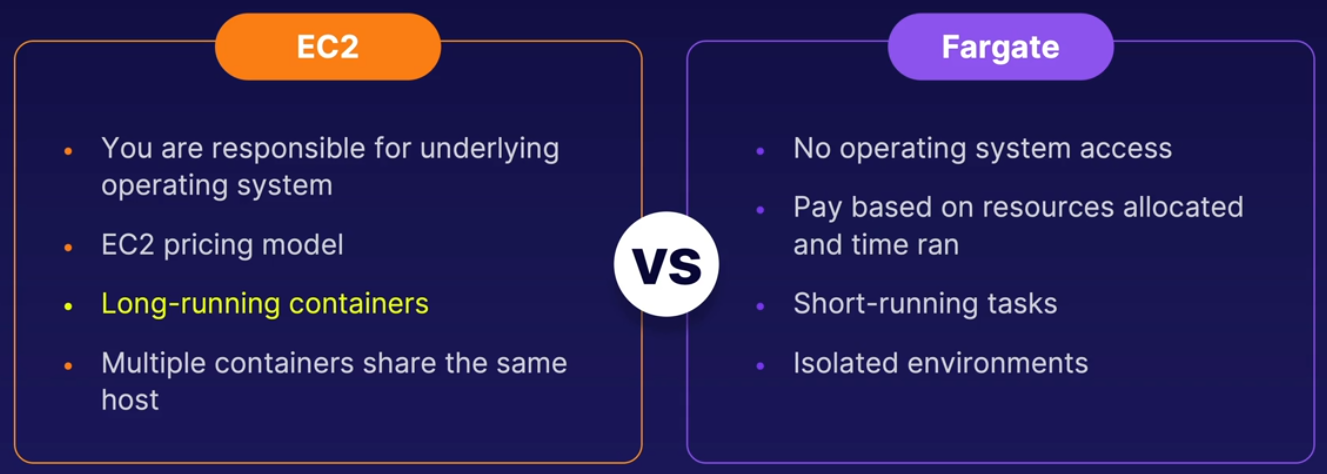 EC2
You are responsible for underlying
operating system
EC2 pricing model
Long-running containers
Multiple containers share the same
host
VS
Fargate
No operating system access
Pay based on resources allocated
and time ran
Short-running tasks
Isolated environments